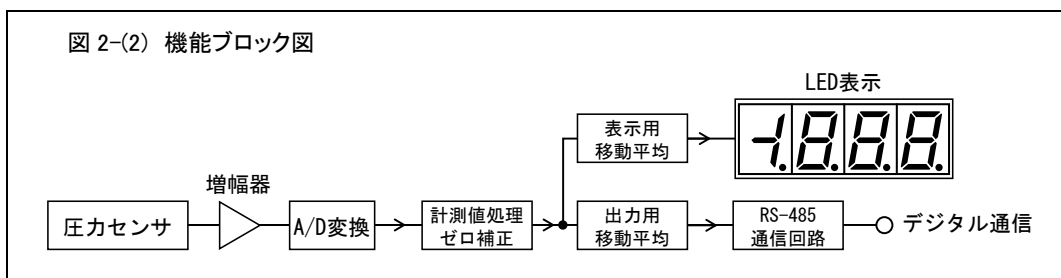 図 2-(2) 機能ブロック図
LED表示
表示用
移動平均
-1.8.8.8.
増幅器
圧力センサ
A/D変換
計測値処理
ゼロ補正
出力用
移動平均
RS-485
通信回路
デジタル通信